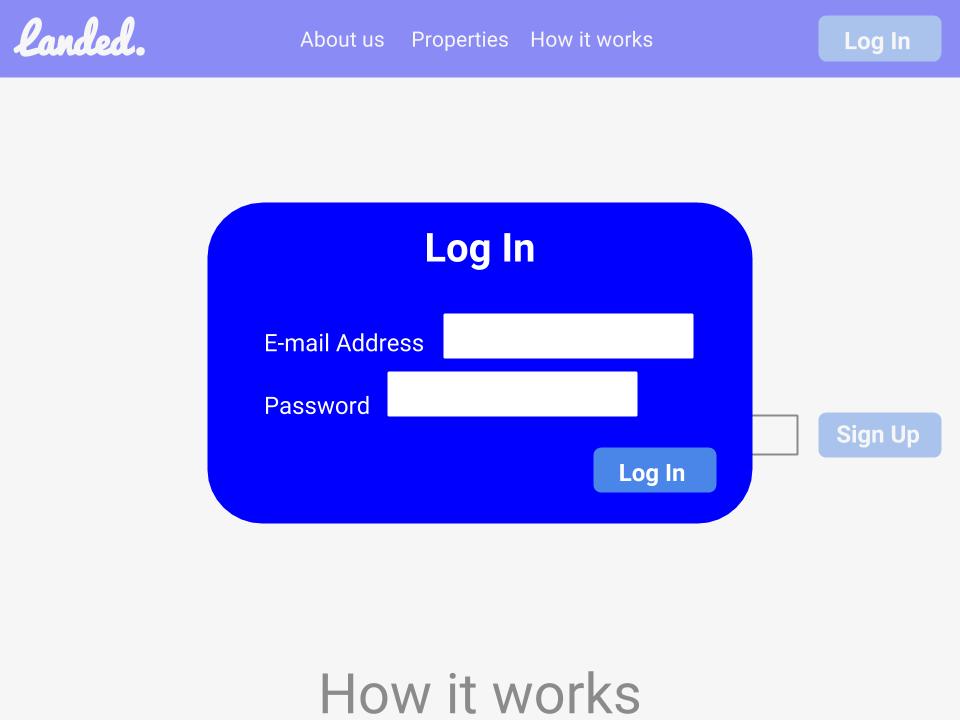 Landed.
About us
Properties
How it works
Log In
Log In
E-mail Address
Password
Sign Up
Log In
How it works